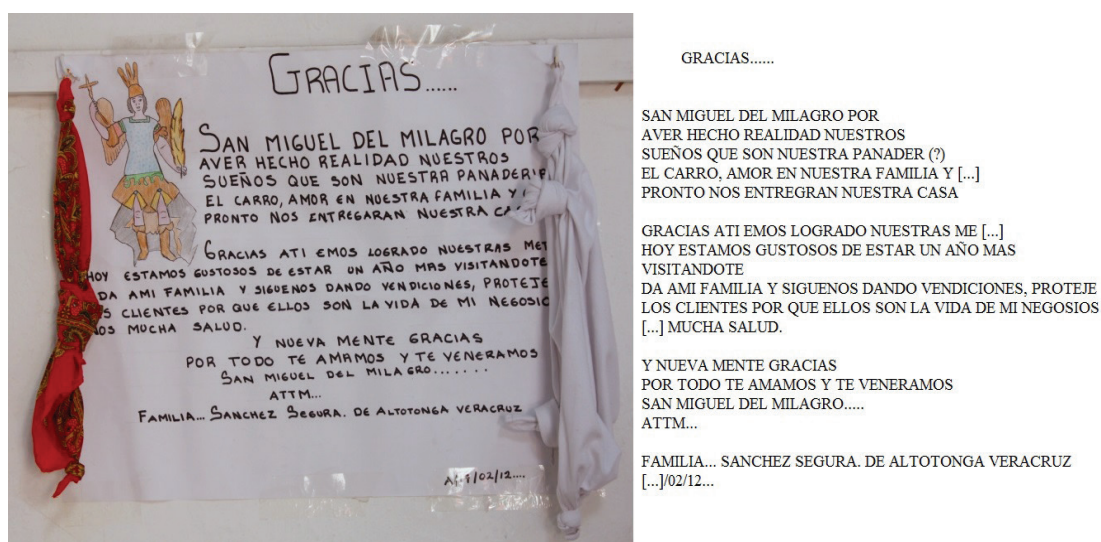 GRACIAS......
SAN MIGUEL DEL MILAGRO POR
AVER HECHO REALIDAD NUESTROS
SUEÑOS QUE SON NUESTRA PANADERI
EL CARRO, AMOR EN NUESTRA FAMILIA Y
PRONTO NOS ENTREGARAN NUESTRA
GRACIAS ATI EMOS LOGRADO NUESTRAS MET
HOY ESTAMOS GUSTOSOS DE ESTAR UN AÑO MAS VISITANDOTE
DA AMI FAMILIA Y SIGUENOS DANDO VENDICIONES, PROTEJE
S CLIENTES POR QUE ELLOS SON LA VIDA DE MI NEGOSIO
OS MUCHA SALUD.
Y NUEVA MENTE GRACIAS
POR TODO TE AMAMOS Y TE VENERAMOS
SAN MIGUEL DEL MILAGRO.......
ATTM...
FAMILIA... SANCHEZ SEGURA. DE ALTOTONGA VERACRUZ
/02/12....
GRACIAS......
SAN MIGUEL DEL MILAGRO POR
AVER HECHO REALIDAD NUESTROS
SUEÑOS QUE SON NUESTRA PANADER (?)
EL CARRO, AMOR EN NUESTRA FAMILIA Y [...]
PRONTO NOS ENTREGRAN NUESTRA CASA
GRACIAS ATI EMOS LOGRADO NUESTRAS ME [...]
HOY ESTAMOS GUSTOSOS DE ESTAR UN AÑO MAS
VISITANDOTE
DA AMI FAMILIA Y SIGUENOS DANDO VENDICIONES, PROTEJE
LOS CLIENTES POR QUE ELLOS SON LA VIDA DE MI NEGOSIOS
[...] MUCHA SALUD.
Y NUEVA MENTE GRACIAS
POR TODO TE AMAMOS Y TE VENERAMOS
SAN MIGUEL DEL MILAGRO.....
ATTM...
FAMILIA... SANCHEZ SEGURA. DE ALTOTONGA VERACRUZ
[...]/02/12...